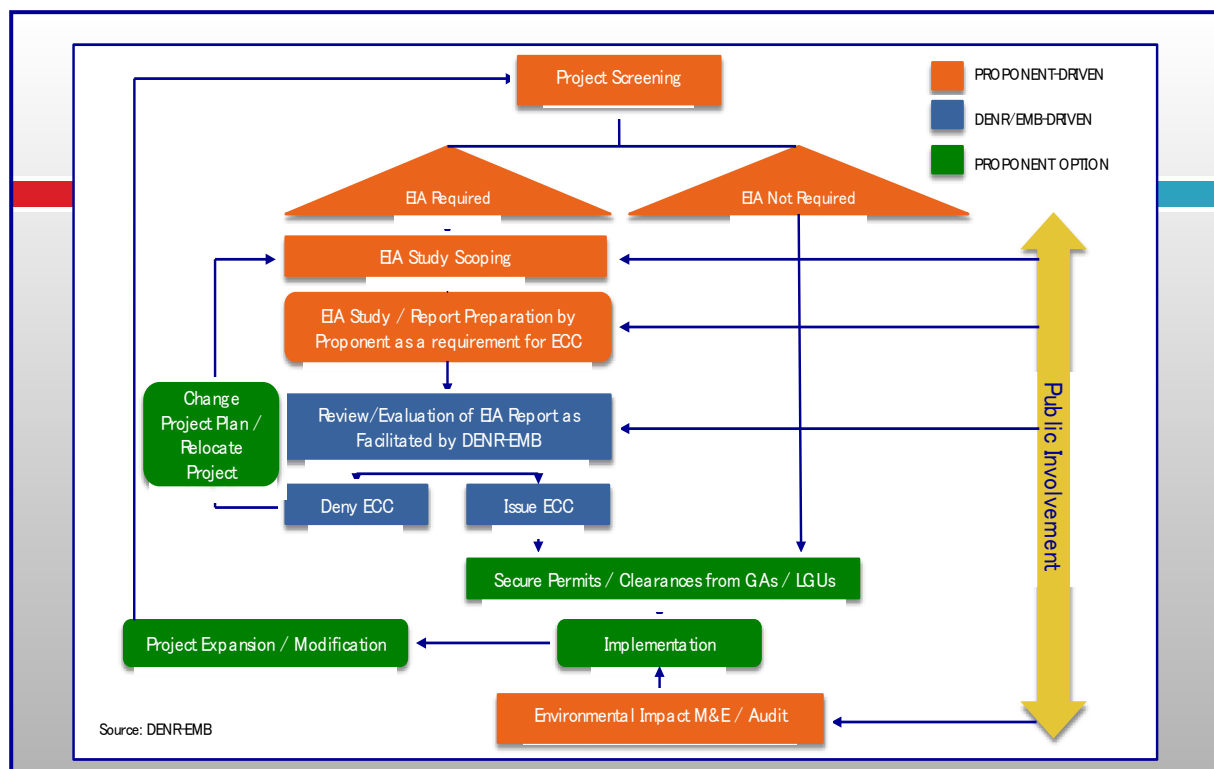 Project Screening
PROPONENT-DRIVEN
DENR/EMB-DRIVEN
PROPONENT OPTION
EIA Required
EIA Not Required
EIA Study Scoping
EIA Study / Report Preparation by
Proponent as a requirement for ECC
Change
Project Plan /
Relocate
Project
Review/Evaluation of EIA Report as
Facilitated by DENR-EMB
Deny ECC
Issue ECC
Public Involvement
Secure Permits / Clearances from GAs / LGUs
Project Expansion / Modification
Implementation
Environmental Impact M&E / Audit
Source: DENR-EMB